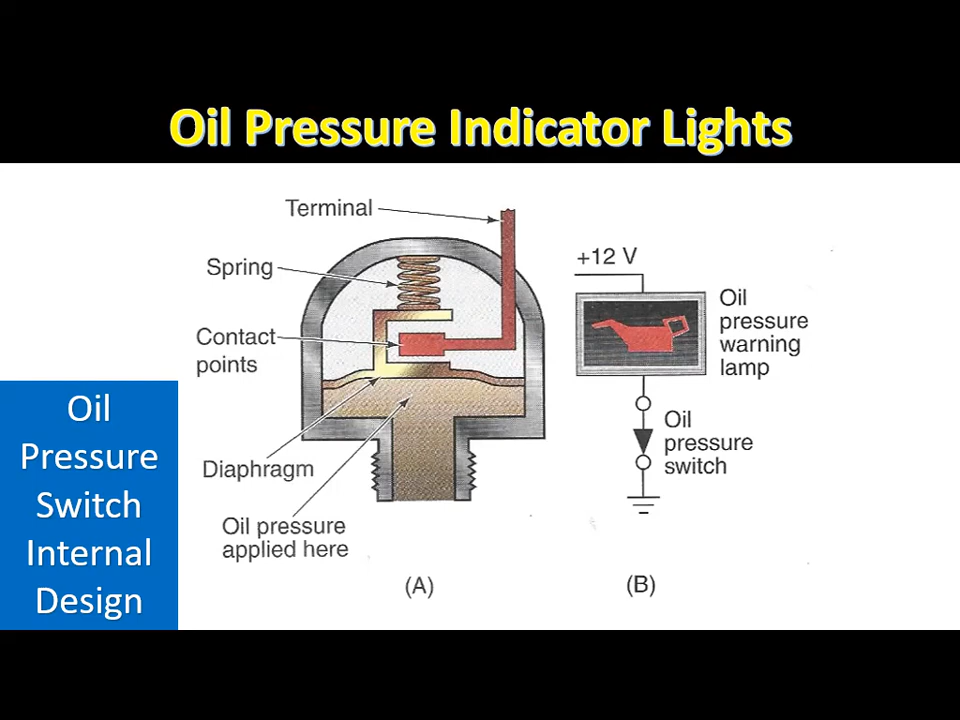 Oil Pressure Indicator Lights
Terminal
Spring
Contact
points
Diaphragm
Oil pressure
applied here
(A)
+12 V
Oil
pressure
warning
lamp
Oil
pressure
switch
(B)
Oil
Pressure
Switch
Internal
Design